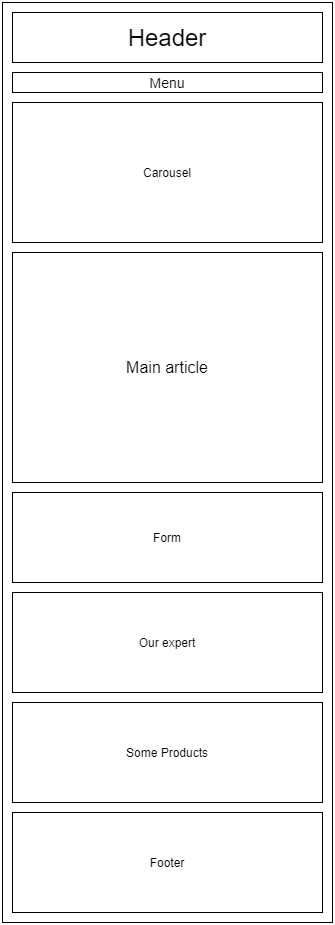 Header
Menu
Carousel
Main article
Form
Our expert
Some Products
Footer